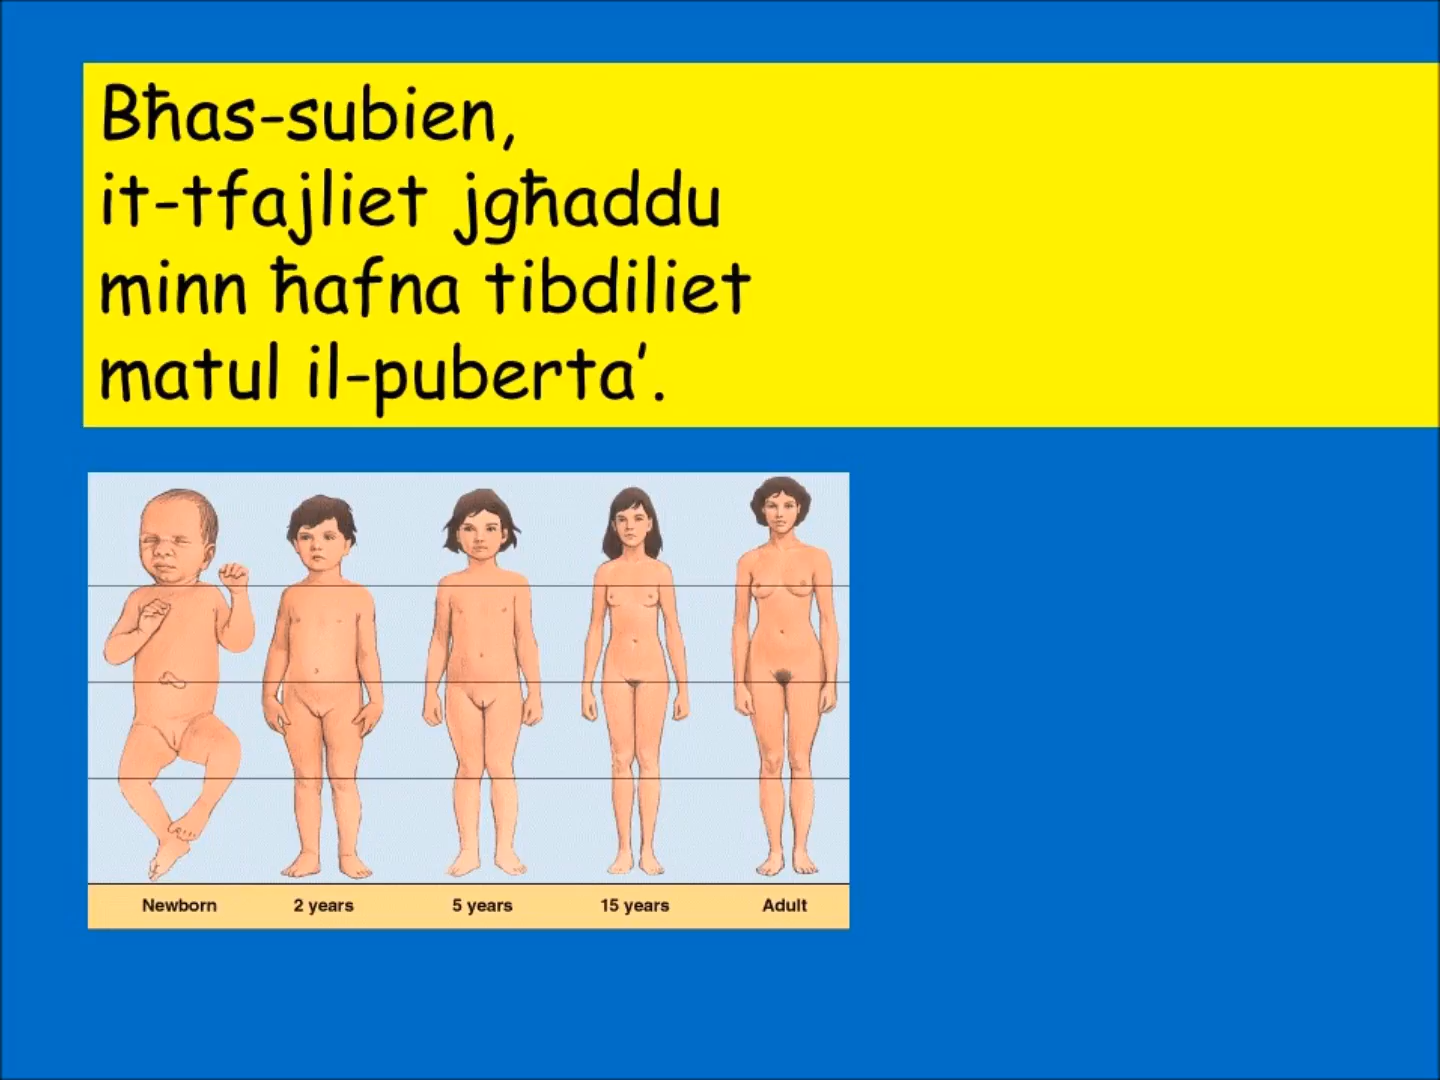 Bħas-subien,
it-tfajliet jgħaddu
minn ħafna tibdiliet
matul il-puberta’.
Newborn 2 years 5 years 15 years Adult